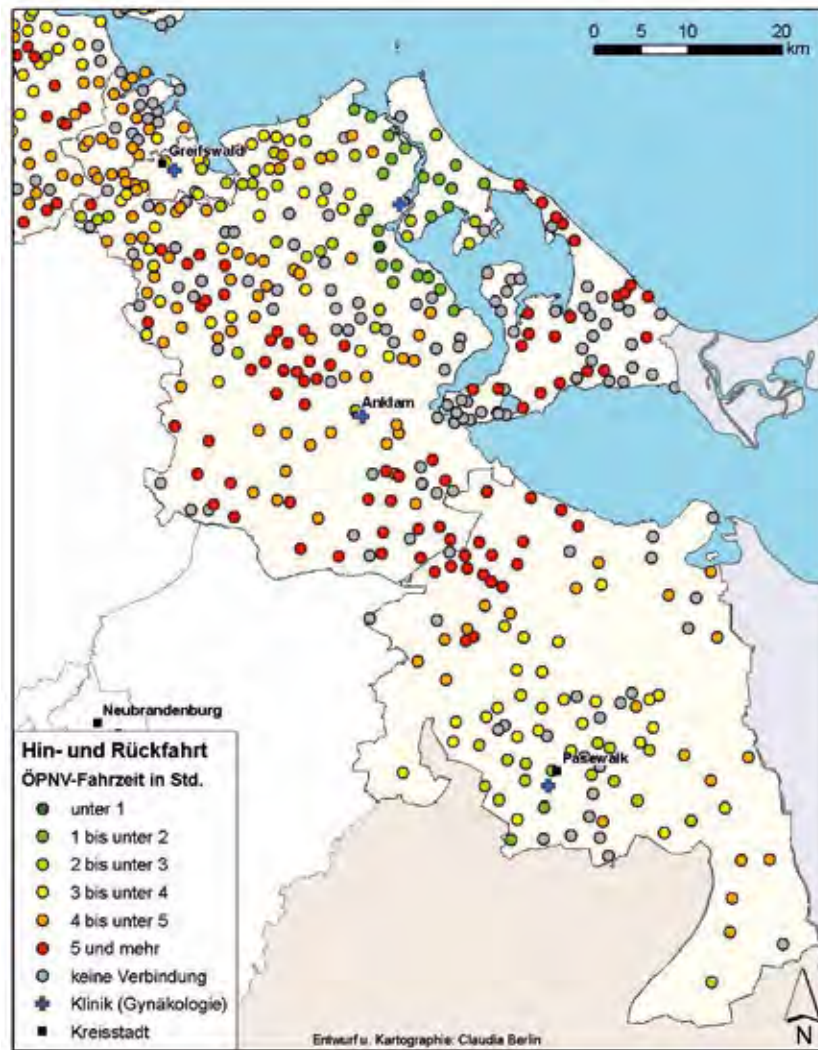 0 5 10 20
km
Greifswald
Anklam
Neubrandenburg
Pasewalk
Hin- und Rückfahrt
ÖPNV-Fahrzeit in Std.
unter 1
1 bis unter 2
2 bis unter 3
3 bis unter 4
4 bis unter 5
5 und mehr
keine Verbindung
Klinik (Gynäkologie)
Kreisstadt
Entwurf u. Kartographie: Claudia Berlin
N